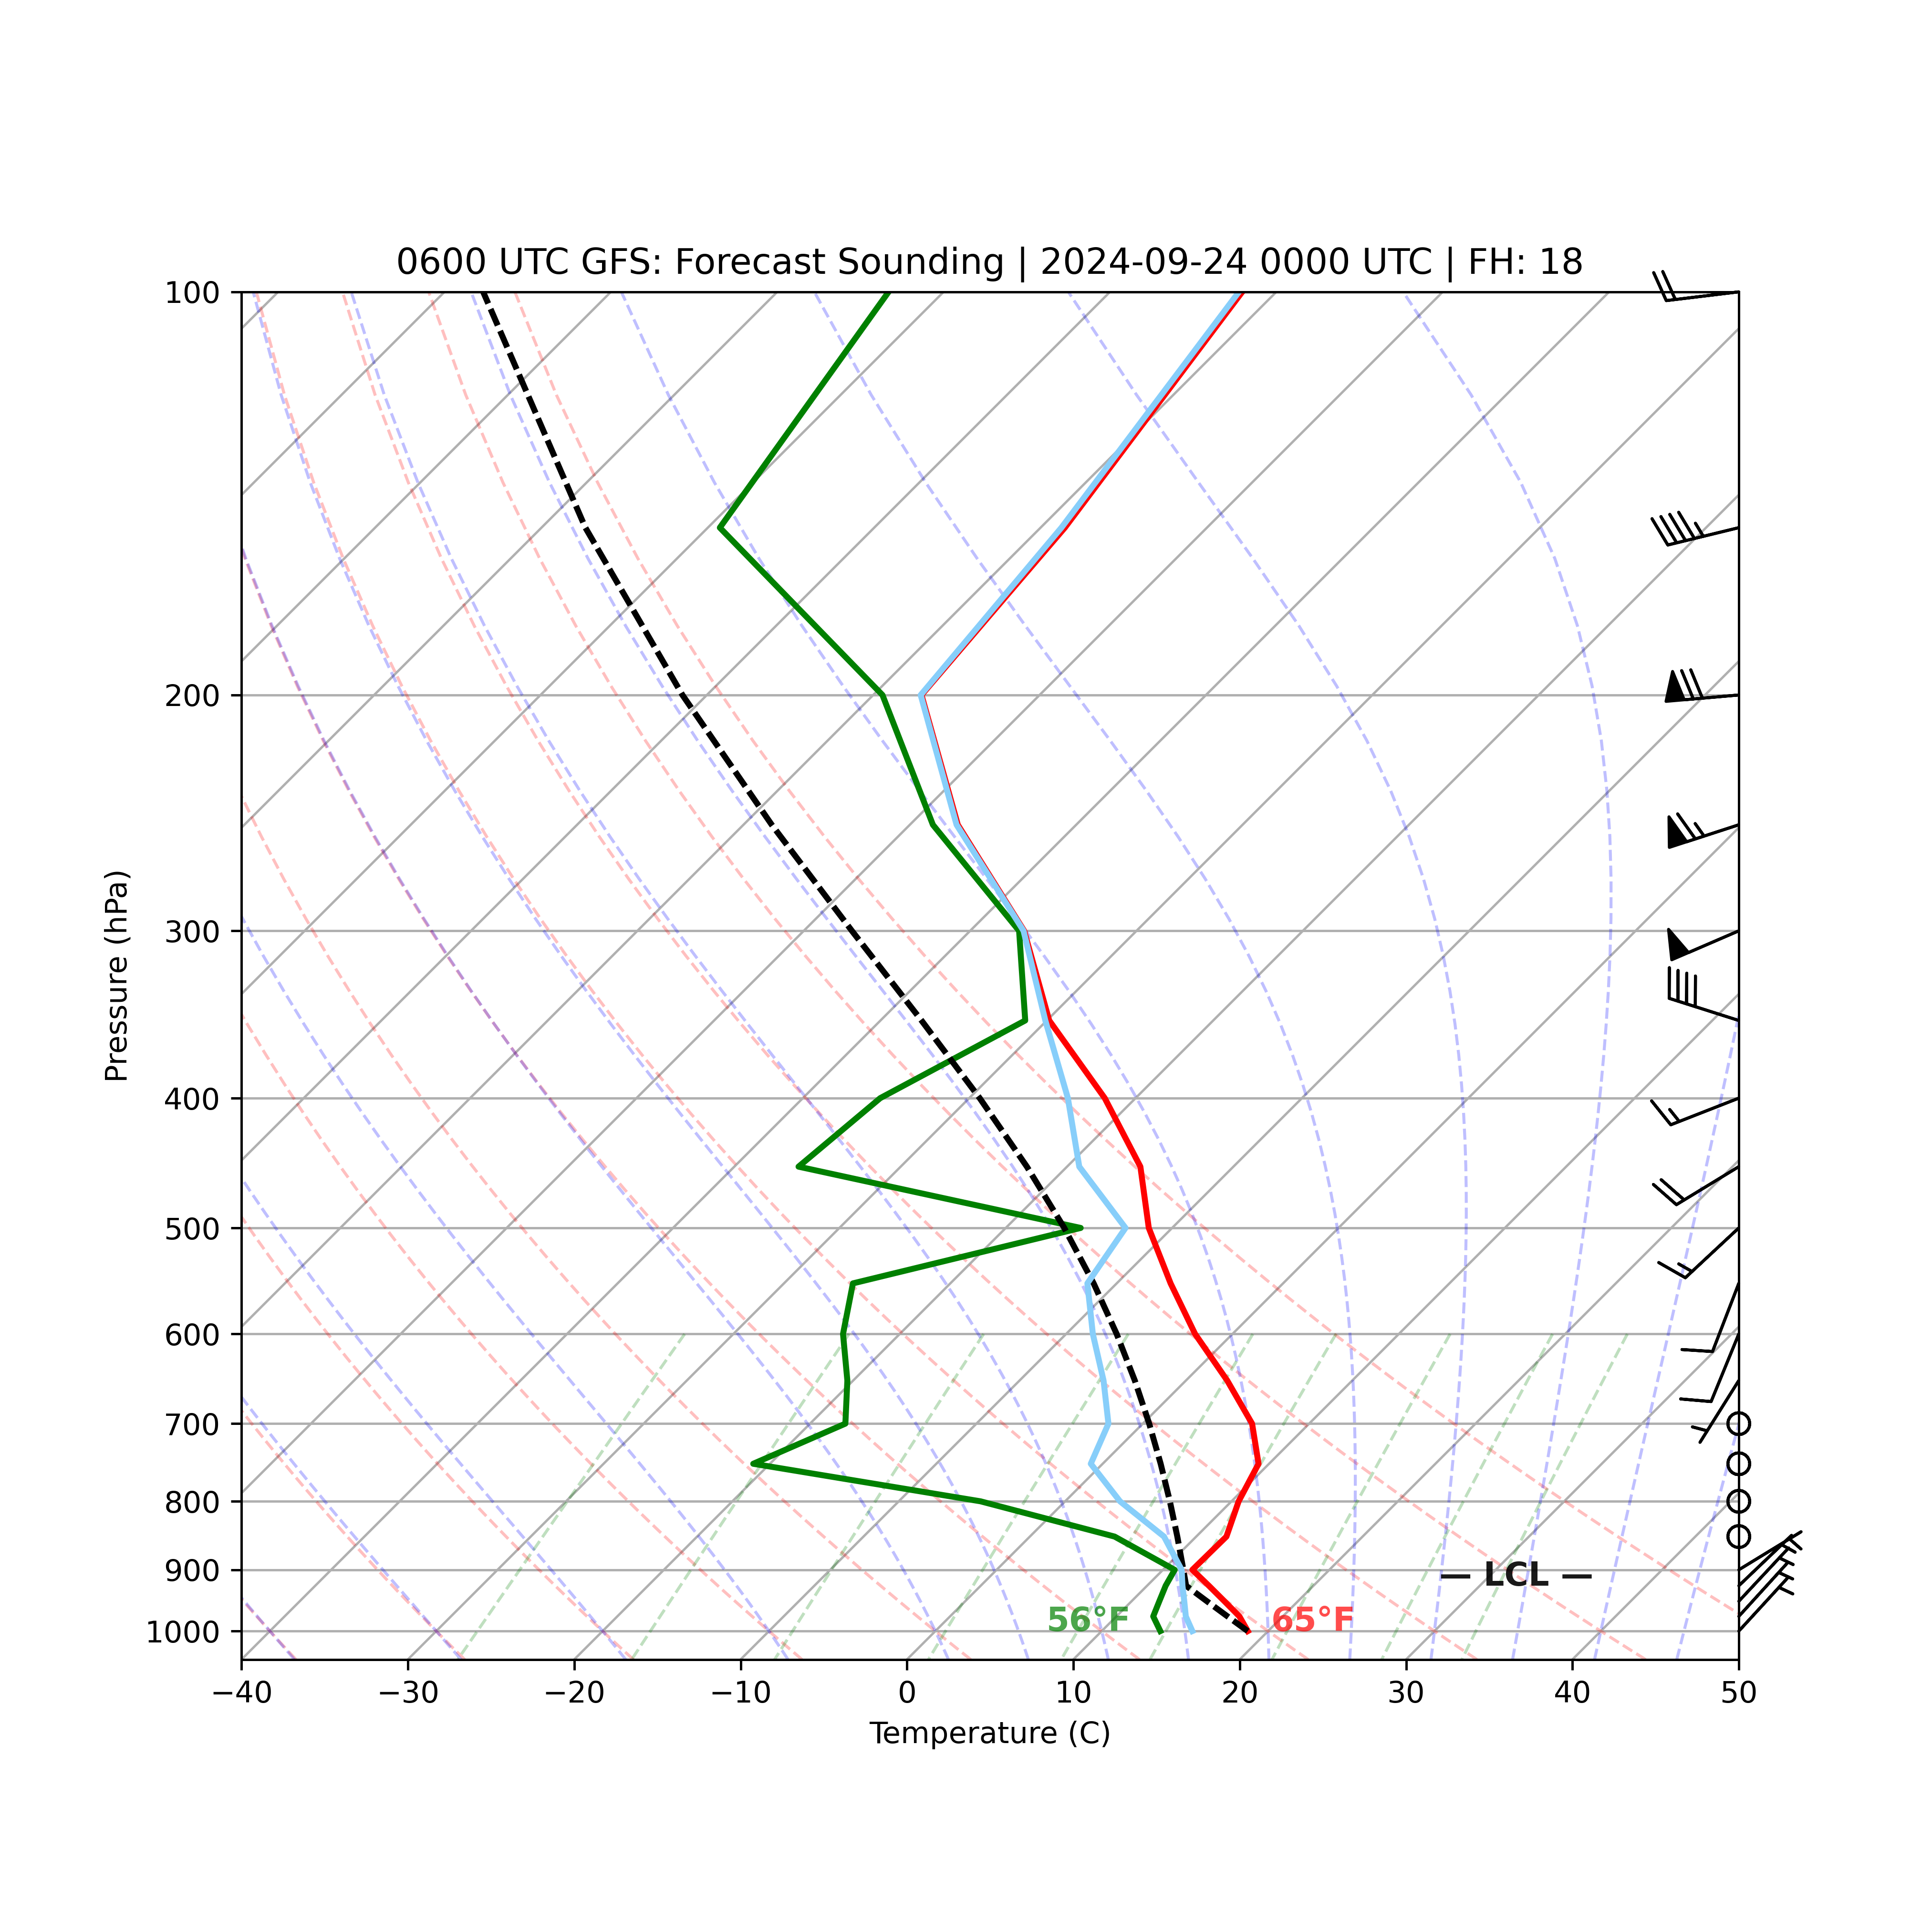 0600 UTC GFS: Forecast Sounding | 2024-09-24 0000 UTC | FH: 18
100
200
300
400
500
600
700
800
900
1000
Pressure (hPa)
— LCL —
56°F
65°F
−40 −30 −20 −10 0 10 20 30 40 50
Temperature (C)